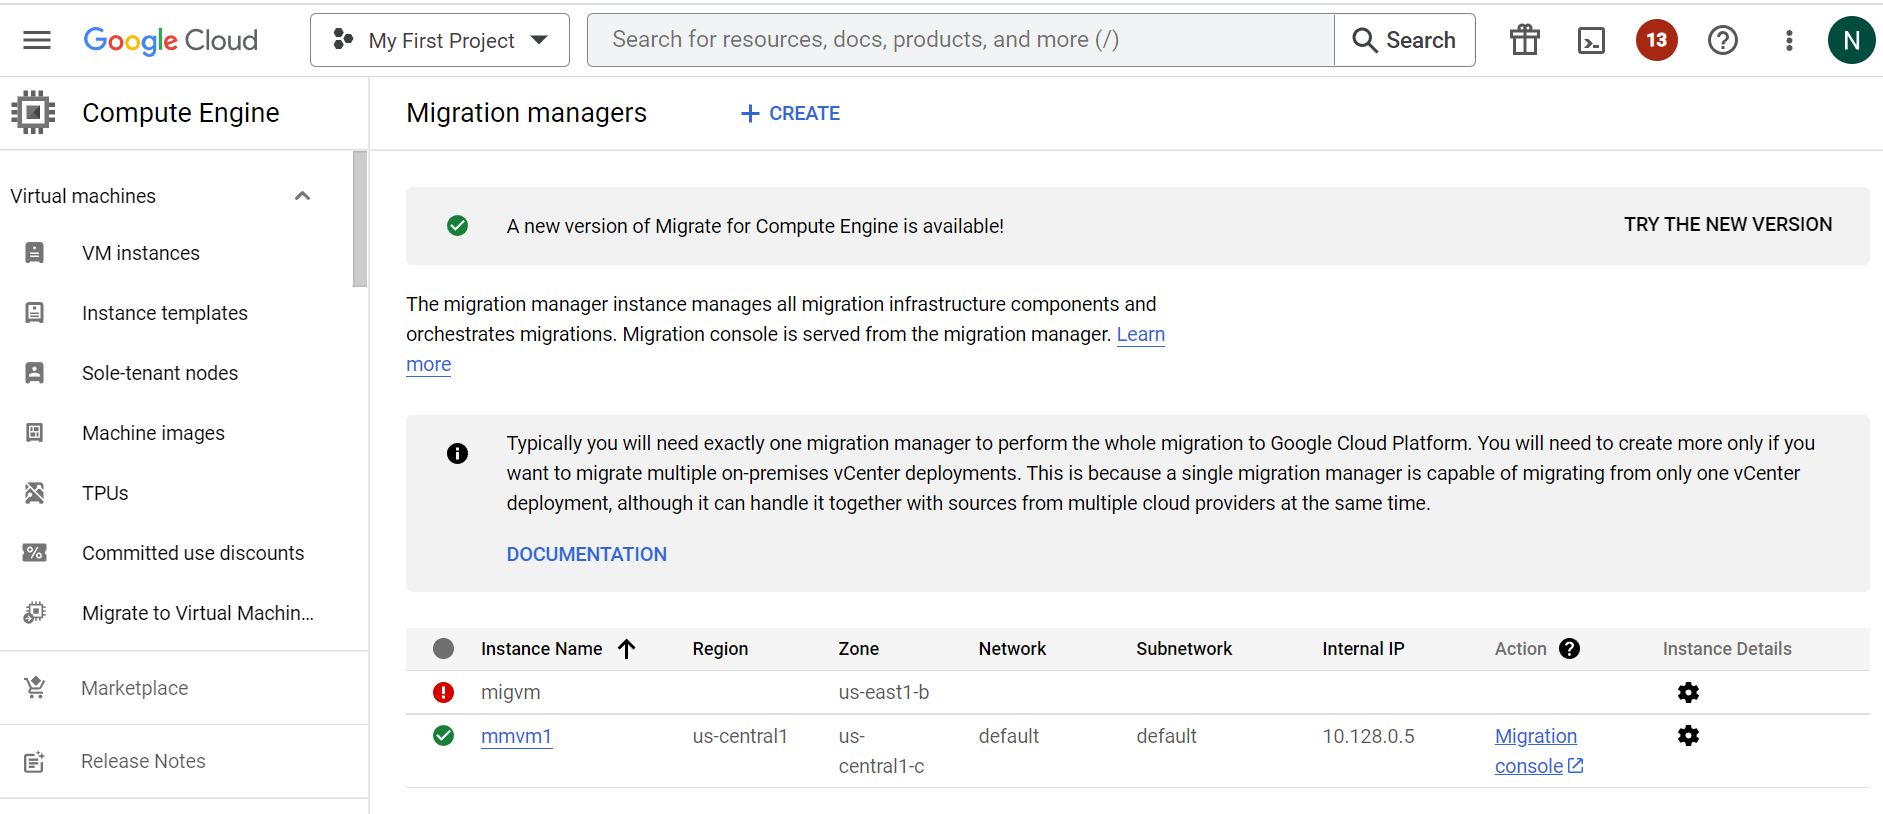 Google Cloud
My First Project
Search for resources, docs, products, and more (/)
Search
13
N
Compute Engine
Migration managers
CREATE
Virtual machines
VM instances
Instance templates
Sole-tenant nodes
Machine images
TPUs
Committed use discounts
Migrate to Virtual Machin...
Marketplace
Release Notes
A new version of Migrate for Compute Engine is available!
TRY THE NEW VERSION
The migration manager instance manages all migration infrastructure components and
orchestrates migrations. Migration console is served from the migration manager. Learn
more
Typically you will need exactly one migration manager to perform the whole migration to Google Cloud Platform. You will need to create more only if you
want to migrate multiple on-premises vCenter deployments. This is because a single migration manager is capable of migrating from only one vCenter
deployment, although it can handle it together with sources from multiple cloud providers at the same time.
DOCUMENTATION
Instance Name Region Zone Network Subnetwork Internal IP Action Instance Details
migvm us-east1-b
mmvm1 us-central1 us- default default 10.128.0.5 Migration
central1-c console